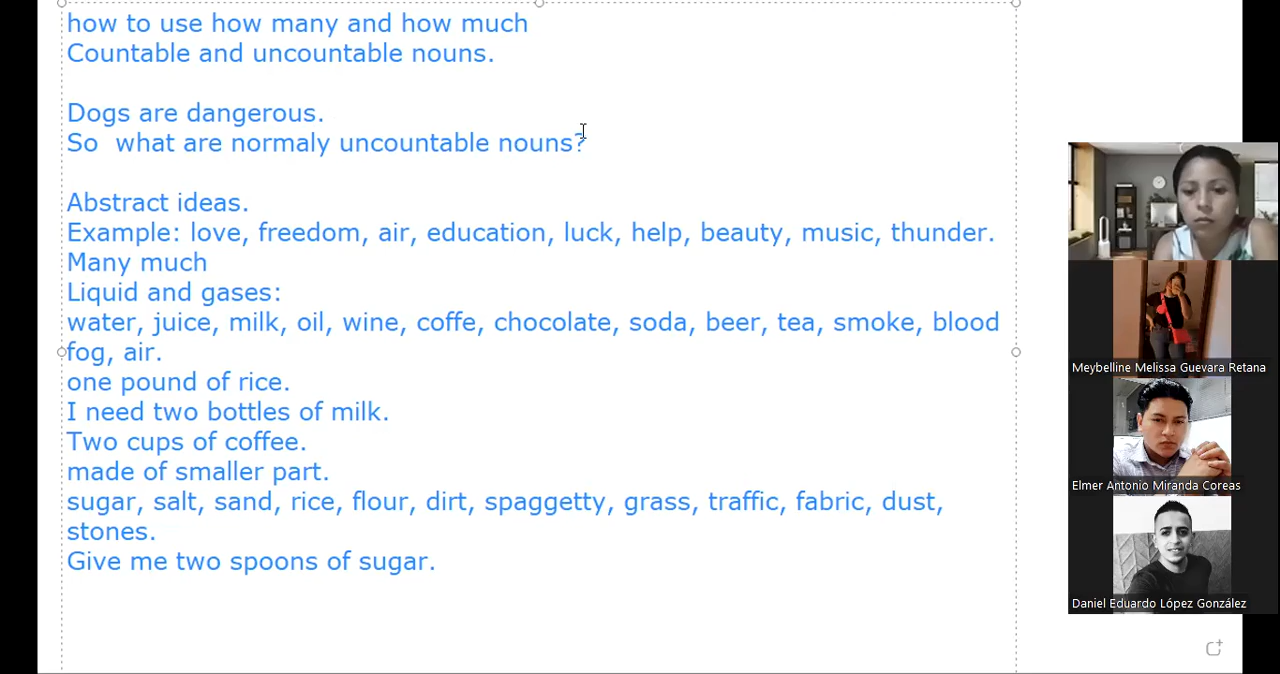 how to use how many and how much
Countable and uncountable nouns.
Dogs are dangerous.
So  what are normaly uncountable nouns?
Abstract ideas.
Example: love, freedom, air, education, luck, help, beauty, music, thunder.
Many much
Liquid and gases:
water, juice, milk, oil, wine, coffe, chocolate, soda, beer, tea, smoke, blood
fog, air.
one pound of rice.
I need two bottles of milk.
Two cups of coffee.
made of smaller part.
sugar, salt, sand, rice, flour, dirt, spaggetty, grass, traffic, fabric, dust,
stones.
Give me two spoons of sugar.
Meybelline Melissa Guevara Retana
Elmer Antonio Miranda Coreas
Daniel Eduardo López González